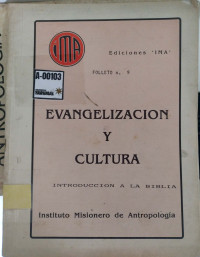 IMA
Ediciones "IMA"
FOLLETO n. 9
A-00103
EVANGELIZACION
Y
CULTURA
INTRODUCCION A LA BIBLIA
Instituto Misionero de Antropología
ANTROPOLOGIA